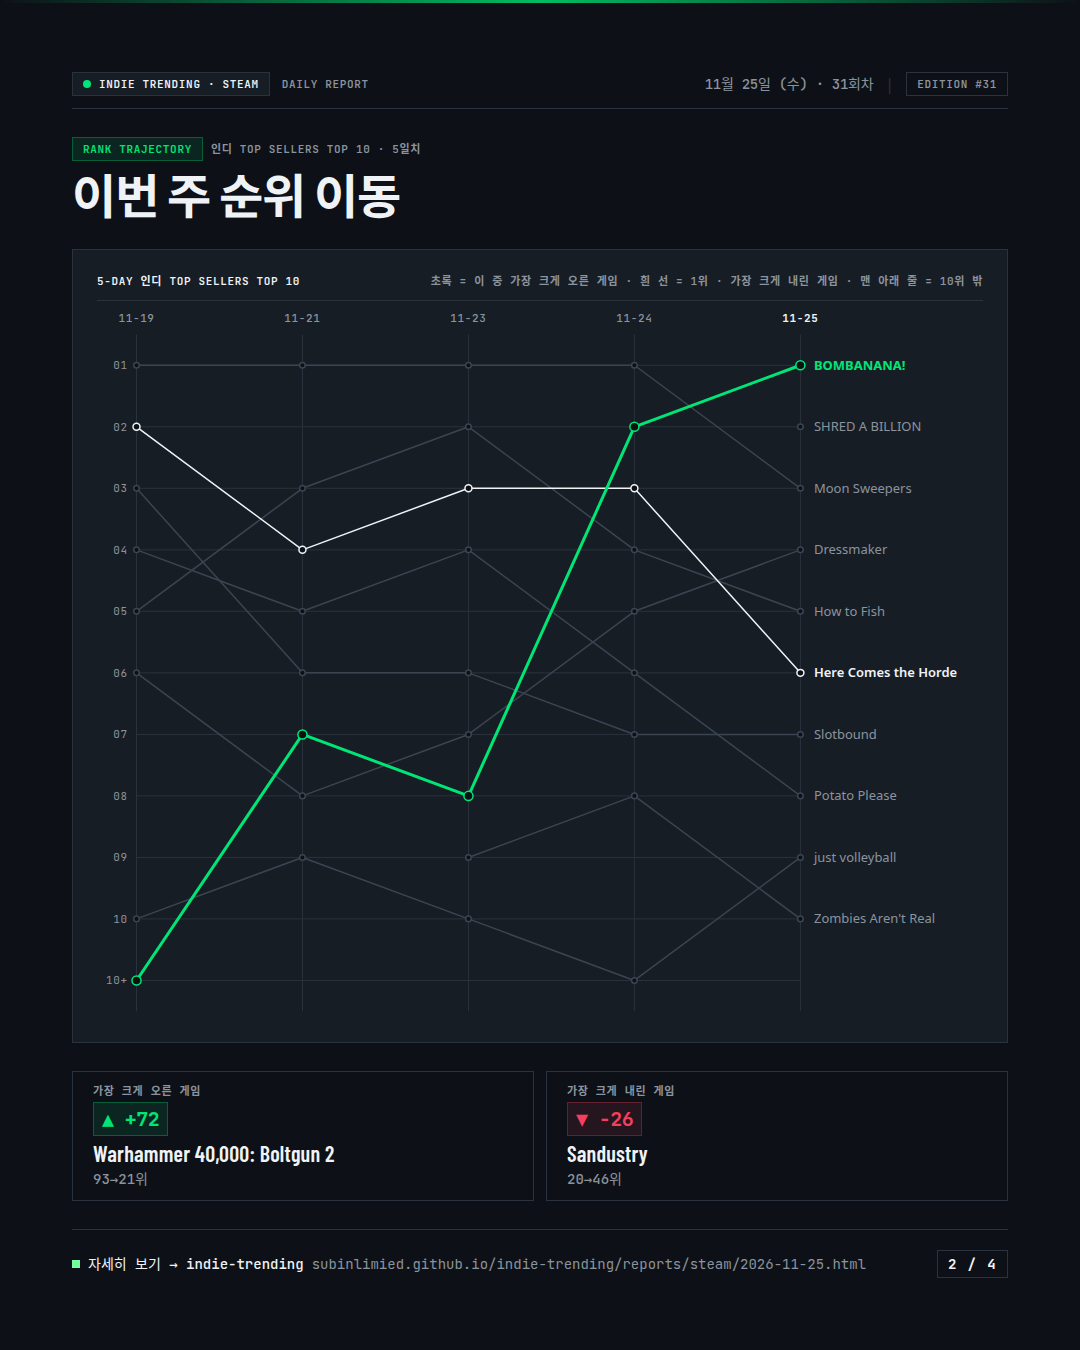 INDIE TRENDING · STEAM DAILY REPORT 11월 25일 (수) · 31회차 EDITION #31
RANK TRAJECTORY 인디 TOP SELLERS TOP 10 · 5일치
이번 주 순위 이동
5-DAY 인디 TOP SELLERS TOP 10 초록 = 이 중 가장 크게 오른 게임 · 흰 선 = 1위 · 가장 크게 내린 게임 · 맨 아래 줄 = 10위 밖
11-19 11-21 11-23 11-24 11-25
01 BOMBANANA!
02 SHRED A BILLION
03 Moon Sweepers
04 Dressmaker
05 How to Fish
06 Here Comes the Horde
07 Slotbound
08 Potato Please
09 just volleyball
10 Zombies Aren't Real
10+
가장 크게 오른 게임
▲ +72
Warhammer 40,000: Boltgun 2
93→21위
가장 크게 내린 게임
▼ -26
Sandustry
20→46위
자세히 보기 → indie-trending subinlimied.github.io/indie-trending/reports/steam/2026-11-25.html 2 / 4